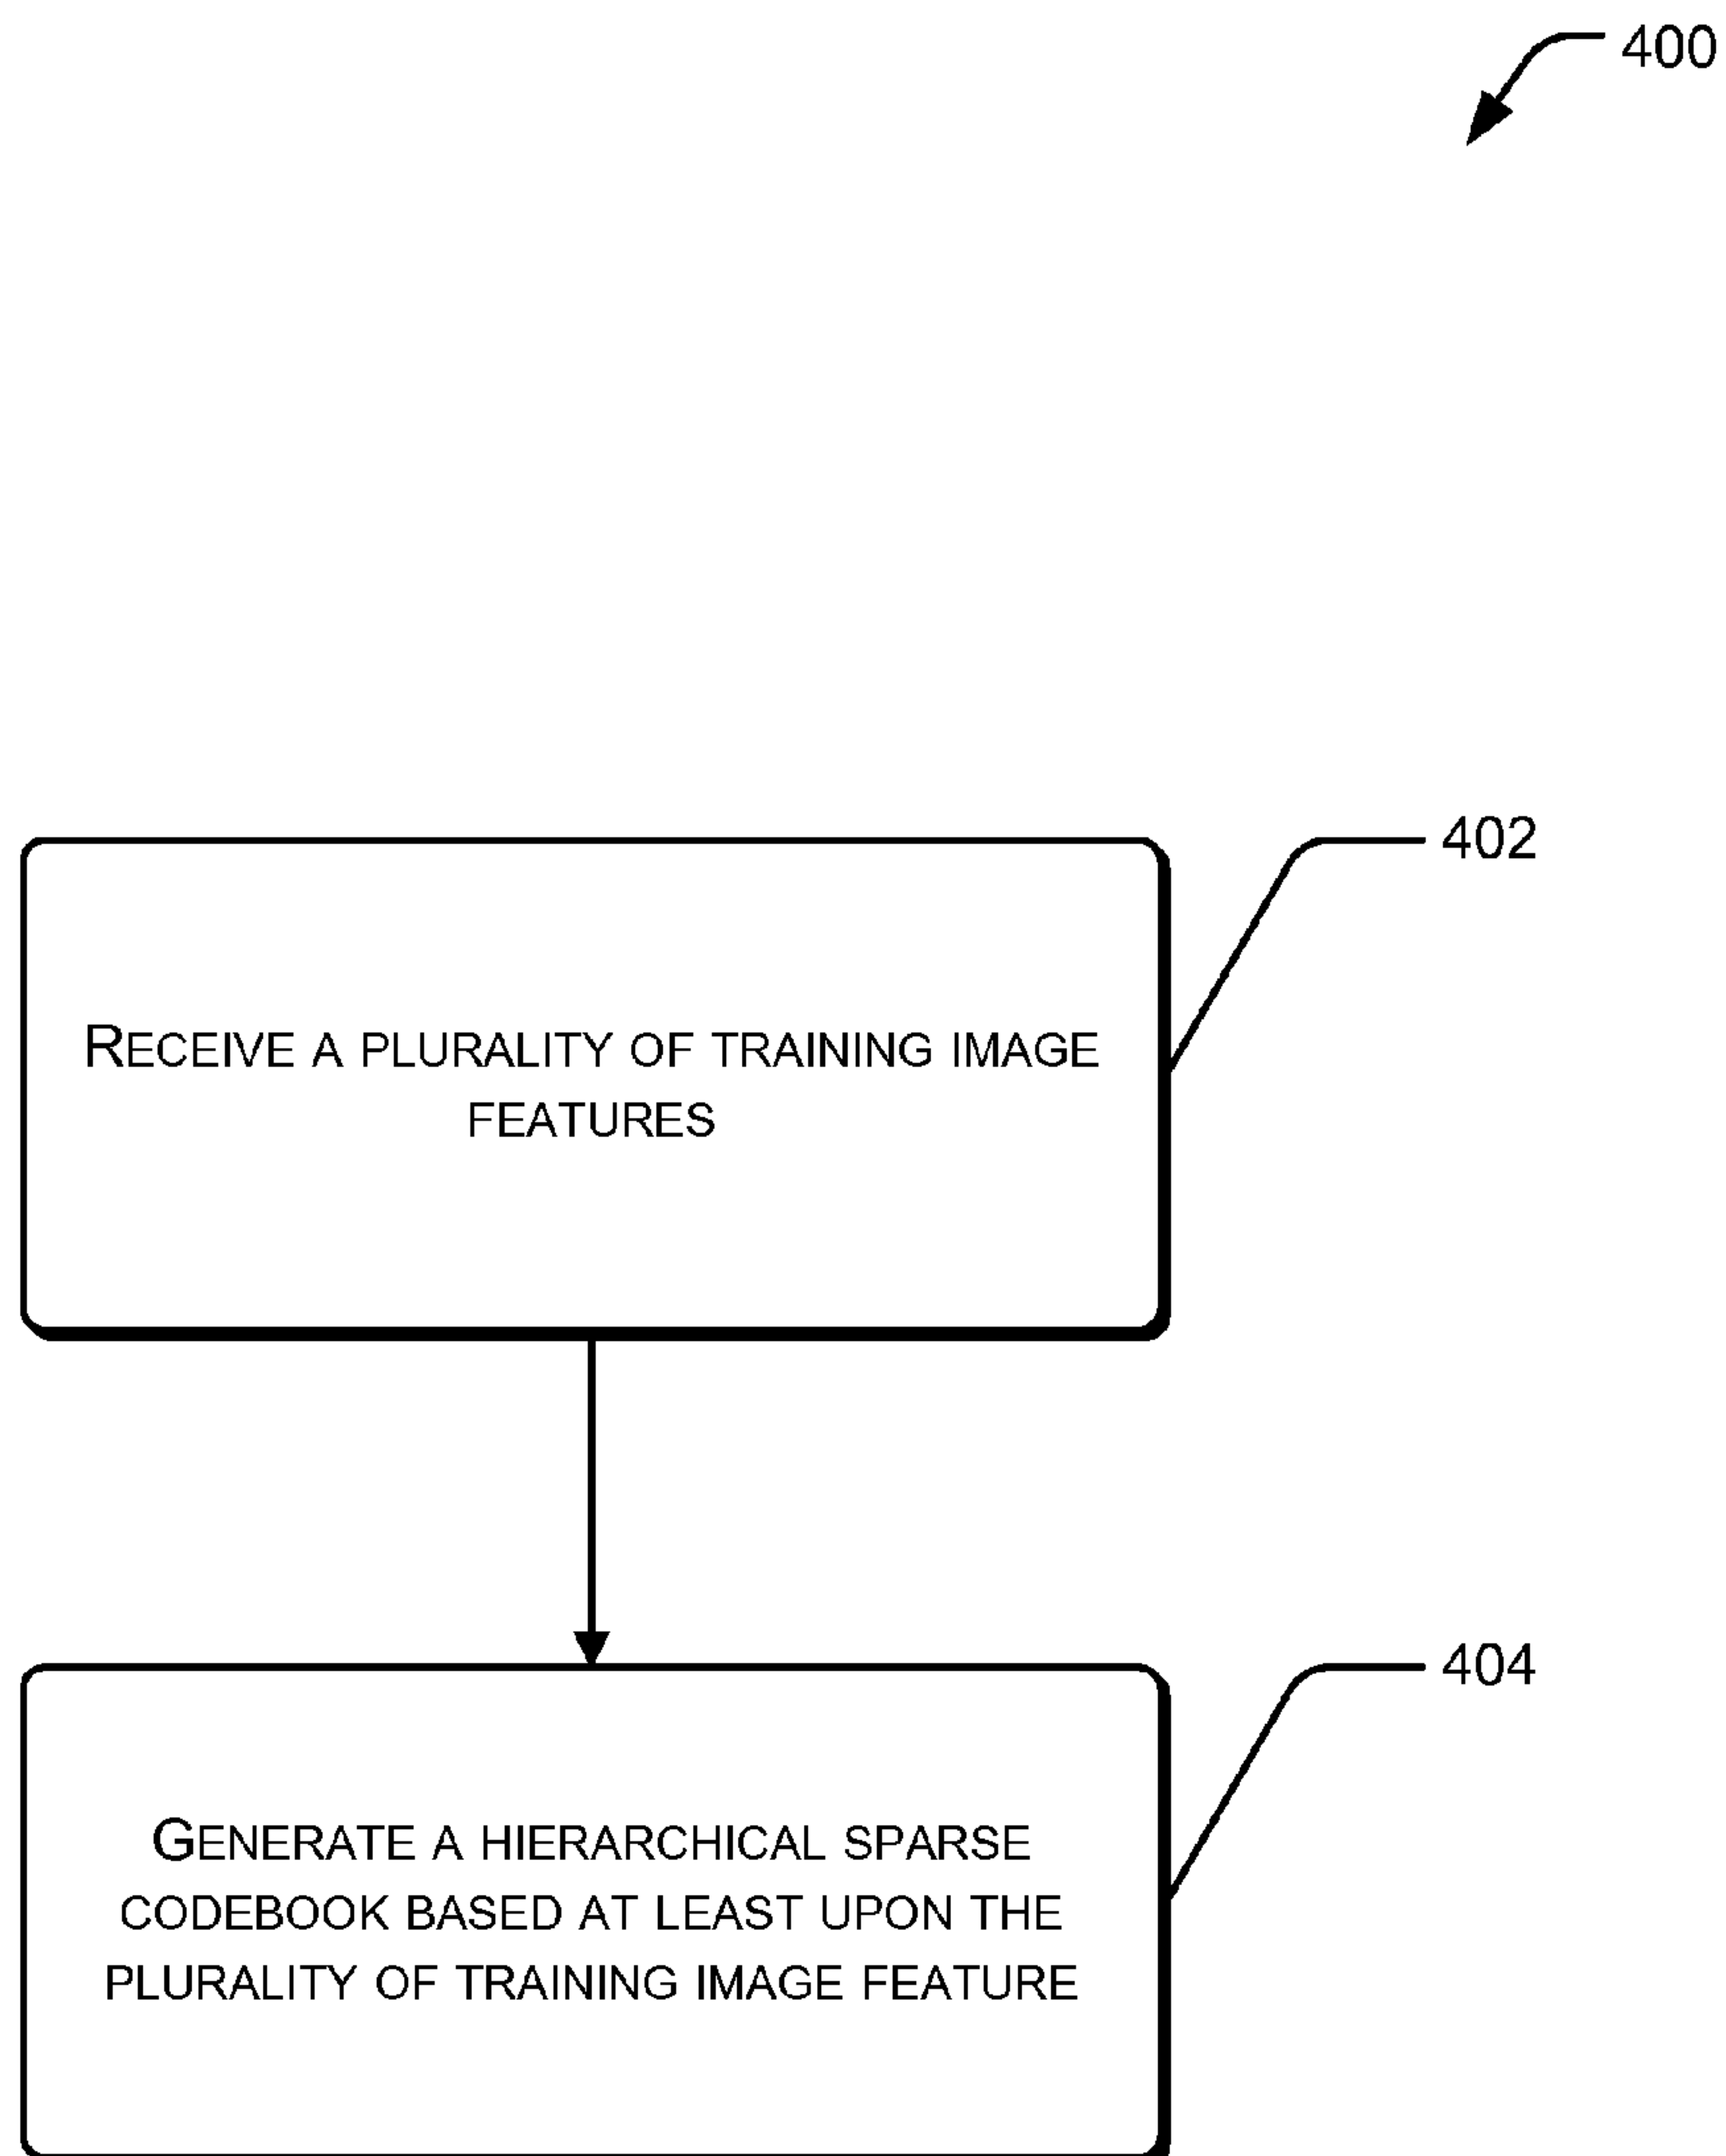 400
402
RECEIVE A PLURALITY OF TRAINING IMAGE
FEATURES
404
GENERATE A HIERARCHICAL SPARSE
CODEBOOK BASED AT LEAST UPON THE
PLURALITY OF TRAINING IMAGE FEATURE